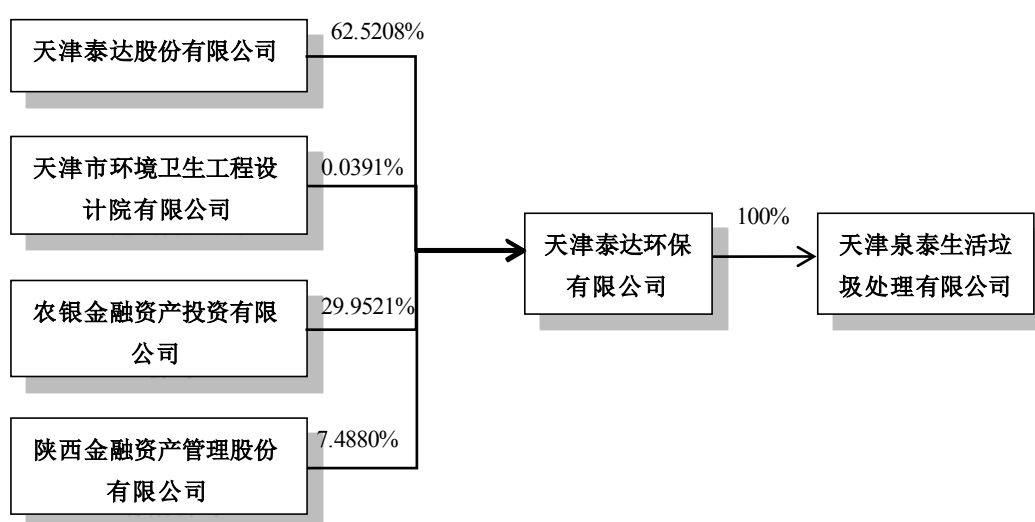 天津泰达股份有限公司
62.5208%
天津市环境卫生工程设
计院有限公司
0.0391%
农银金融资产投资有限
公司
29.9521%
陕西金融资产管理股份
有限公司
7.4880%
天津泰达环保
有限公司
100%
天津泉泰生活垃
圾处理有限公司